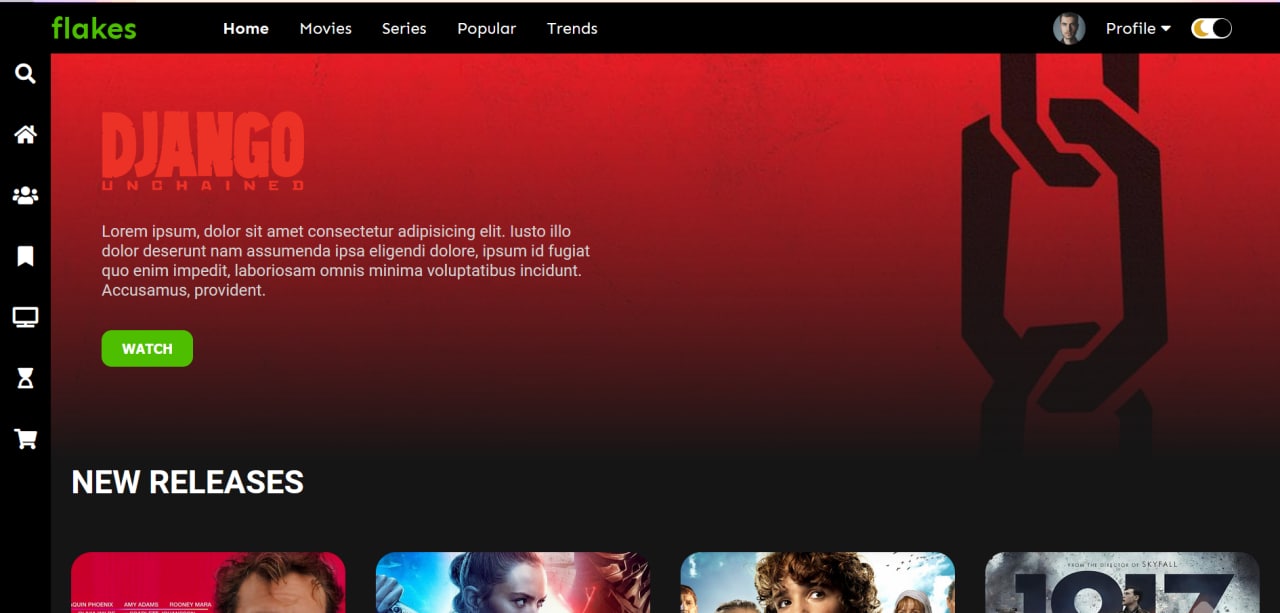 flakes
Home Movies Series Popular Trends
Profile
DJANGO
UNCHAINED
Lorem ipsum, dolor sit amet consectetur adipisicing elit. Iusto illo
dolor deserunt nam assumenda ipsa eligendi dolore, ipsum id fugiat
quo enim impedit, laboriosam omnis minima voluptatibus incidunt.
Accusamus, provident.
WATCH
NEW RELEASES
AMY ADAMS ROONEY MARA
FROM THE DIRECTOR OF SKYFALL
1917